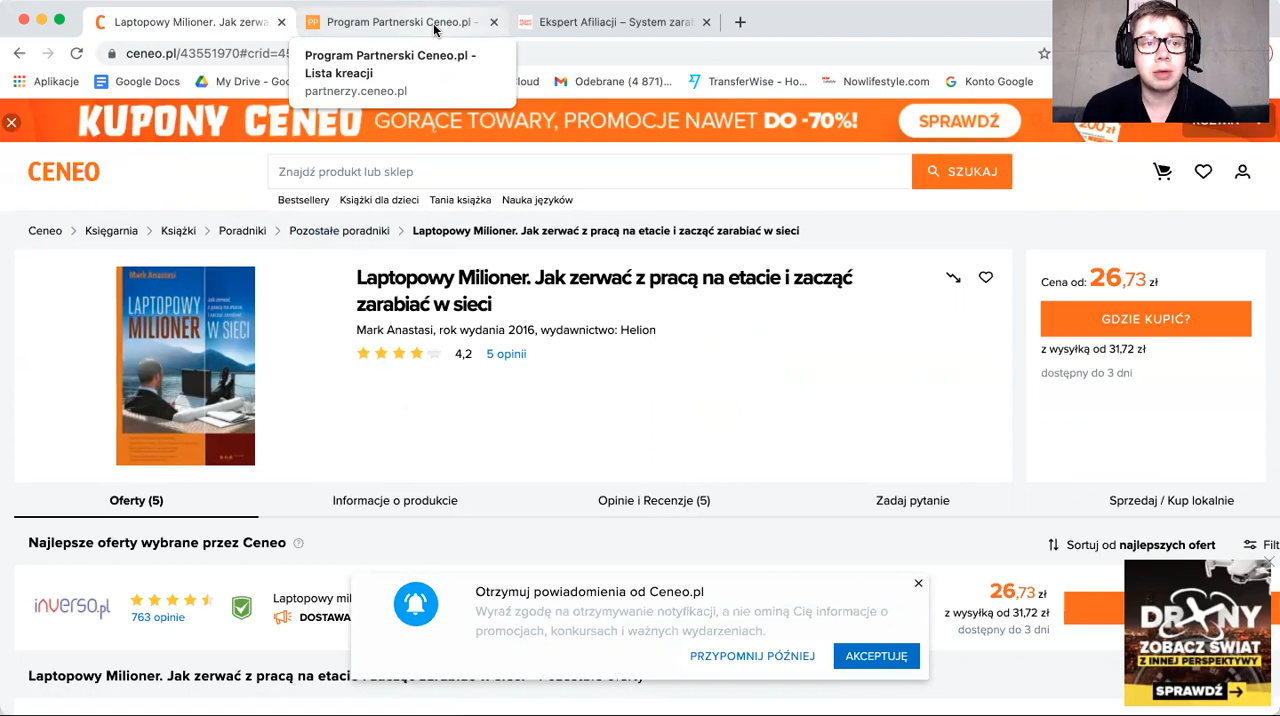 Laptopowy Milioner. Jak zerwa
Program Partnerski Ceneo.pl -
Ekspert Afiliacji – System zarab
ceneo.pl/43551970#crid=45
Program Partnerski Ceneo.pl -
Lista kreacji
partnerzy.ceneo.pl
Aplikacje
Google Docs
My Drive - Goo
Cloud
Odebrane (4 871)...
TransferWise - Ho...
Nowlifestyle.com
Konto Google
KUPONY CENEO GORĄCE TOWARY, PROMOCJE NAWET DO -70%!
SPRAWDŹ
200 zł
CENEO
Znajdź produkt lub sklep
SZUKAJ
Bestsellery
Książki dla dzieci
Tania książka
Nauka języków
Ceneo > Księgarnia > Książki > Poradniki > Pozostałe poradniki > Laptopowy Milioner. Jak zerwać z pracą na etacie i zacząć zarabiać w sieci
Mark Anastasi
LAPTOPOWY
MILIONER
W SIECI
Laptopowy Milioner. Jak zerwać z pracą na etacie i zacząć
zarabiać w sieci
Mark Anastasi, rok wydania 2016, wydawnictwo: Helion
4,2 5 opinii
Cena od: 26,73 zł
GDZIE KUPIĆ?
z wysyłką od 31,72 zł
dostępny do 3 dni
Oferty (5)
Informacje o produkcie
Opinie i Recenzje (5)
Zadaj pytanie
Sprzedaj / Kup lokalnie
Najlepsze oferty wybrane przez Ceneo
Sortuj od najlepszych ofert
Filt
inverso.pl
763 opinie
Laptopowy mil
DOSTAWA
Otrzymuj powiadomienia od Ceneo.pl
Wyraź zgodę na otrzymywanie notyfikacji, a nie ominą Cię informacje o
promocjach, konkursach i ważnych wydarzeniach.
PRZYPOMNIJ PÓŹNIEJ
AKCEPTUJĘ
26,73 zł
z wysyłką od 31,72 zł
dostępny do 3 dni
DRONY
ZOBACZ ŚWIAT
Z INNEJ PERSPEKTYWY
SPRAWDŹ
Laptopowy Milioner. Jak zerwać z pracą na etacie